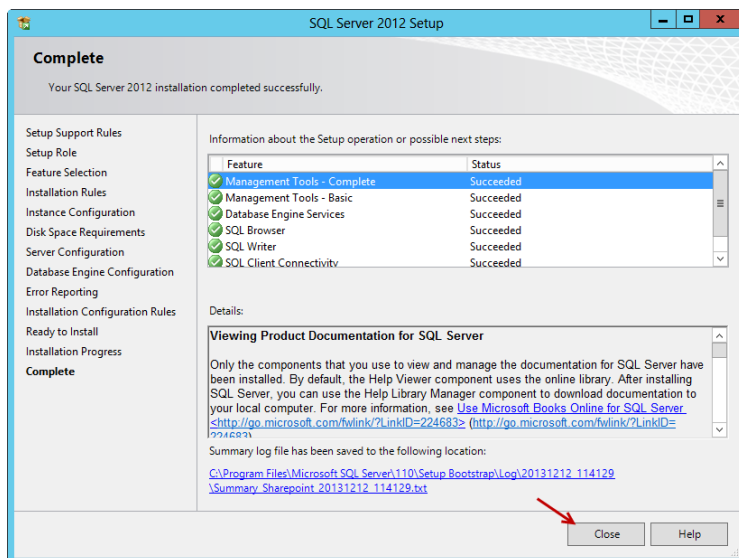 SQL Server 2012 Setup
Complete
Your SQL Server 2012 installation completed successfully.
Setup Support Rules
Setup Role
Feature Selection
Installation Rules
Instance Configuration
Disk Space Requirements
Server Configuration
Database Engine Configuration
Error Reporting
Installation Configuration Rules
Ready to Install
Installation Progress
Complete
Information about the Setup operation or possible next steps:
Feature Status
Management Tools - Complete Succeeded
Management Tools - Basic Succeeded
Database Engine Services Succeeded
SQL Browser Succeeded
SQL Writer Succeeded
SQL Client Connectivity Succeeded
Details:
Viewing Product Documentation for SQL Server
Only the components that you use to view and manage the documentation for SQL Server have
been installed. By default, the Help Viewer component uses the online library. After installing
SQL Server, you can use the Help Library Manager component to download documentation to
your local computer. For more information, see Use Microsoft Books Online for SQL Server
<http://go.microsoft.com/fwlink/?LinkID=224683> (http://go.microsoft.com/fwlink/?LinkID=
224683)
Summary log file has been saved to the following location:
C:\Program Files\Microsoft SQL Server\110\Setup Bootstrap\Log\20131212_114129
\Summary_Sharepoint_20131212_114129.txt
Close Help